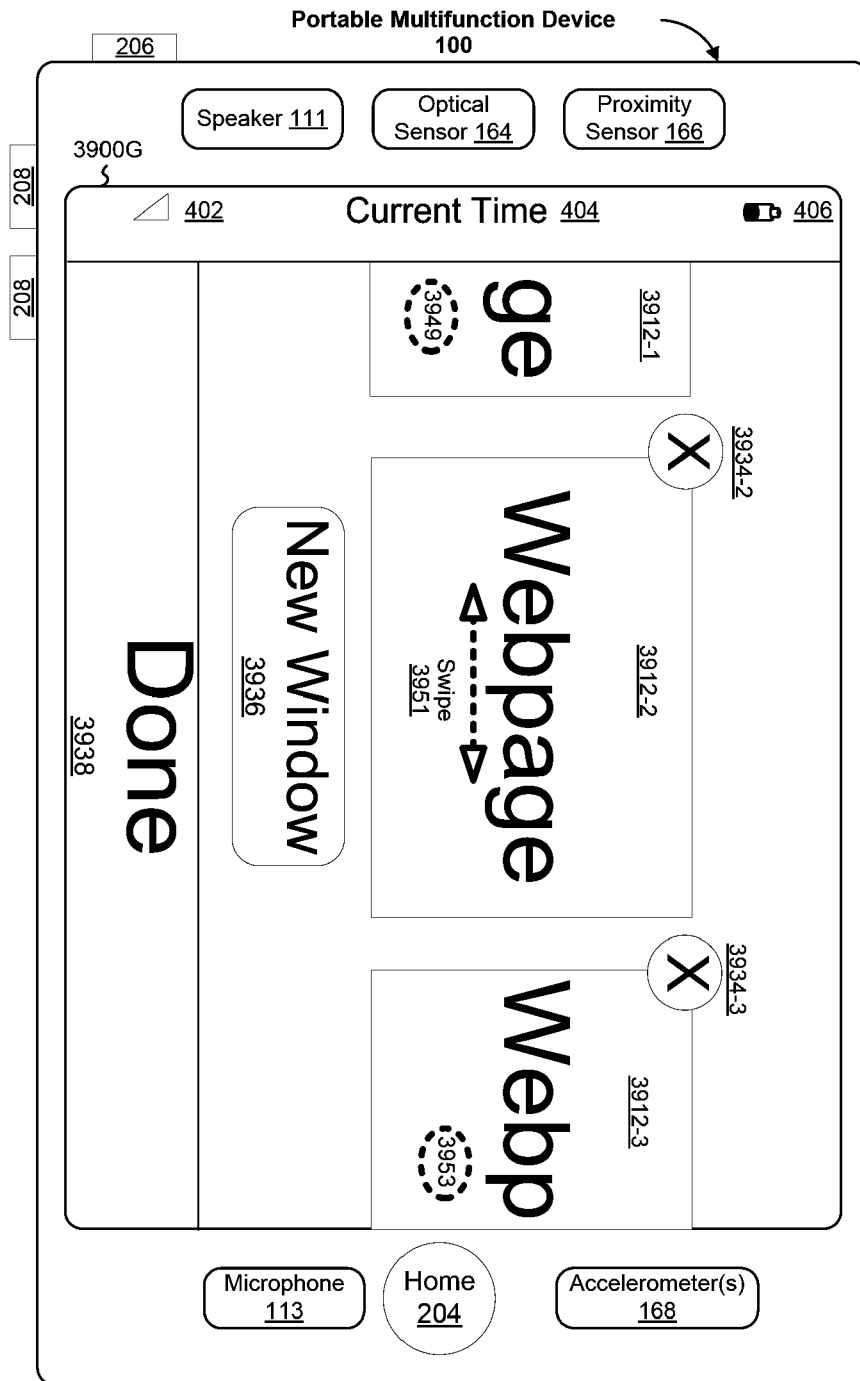 Portable Multifunction Device
100
206
Speaker 111
Optical
Sensor 164
Proximity
Sensor 166
3900G
208
208
402
Current Time 404
406
3912-1
ge
3949
3934-2
X
3912-2
Webpage
Swipe
3951
New Window
3936
Done
3938
3934-3
X
3912-3
Webp
3953
Microphone
113
Home
204
Accelerometer(s)
168